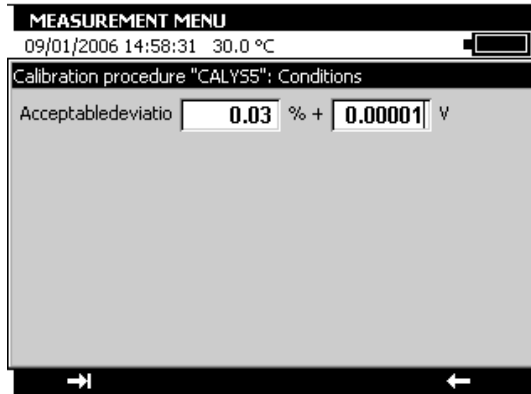 MEASUREMENT MENU
09/01/2006 14:58:31 30.0 °C
Calibration procedure "CALYS5": Conditions
Acceptabledeviatio 0.03 % + 0.00001 V